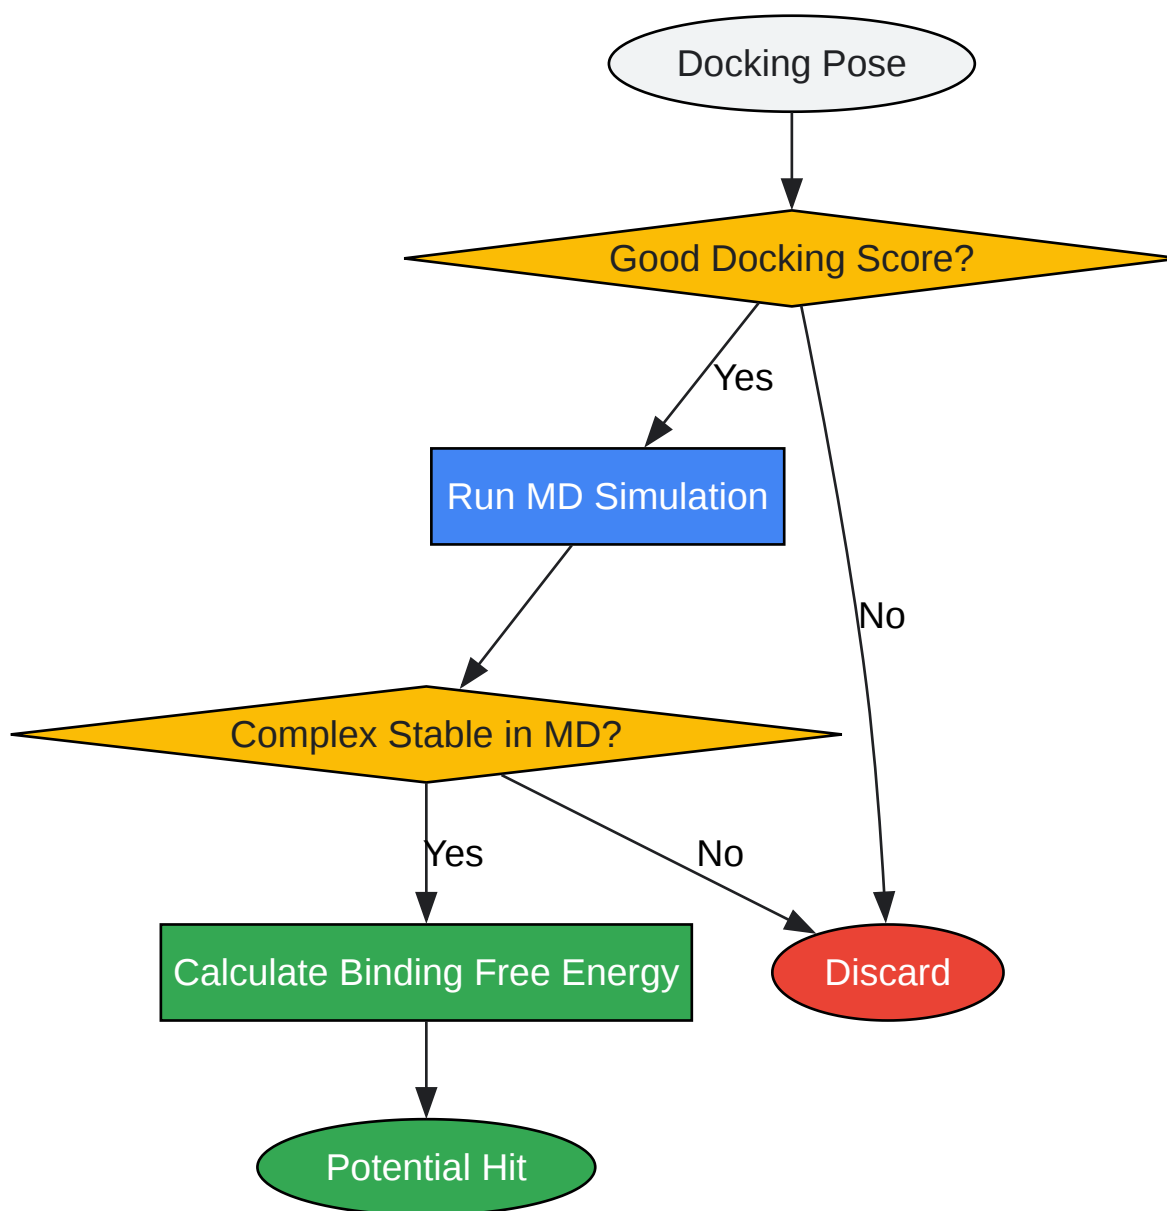 Docking Pose
Good Docking Score?
Yes
Run MD Simulation
No
Complex Stable in MD?
Yes
No
Calculate Binding Free Energy
Discard
Potential Hit